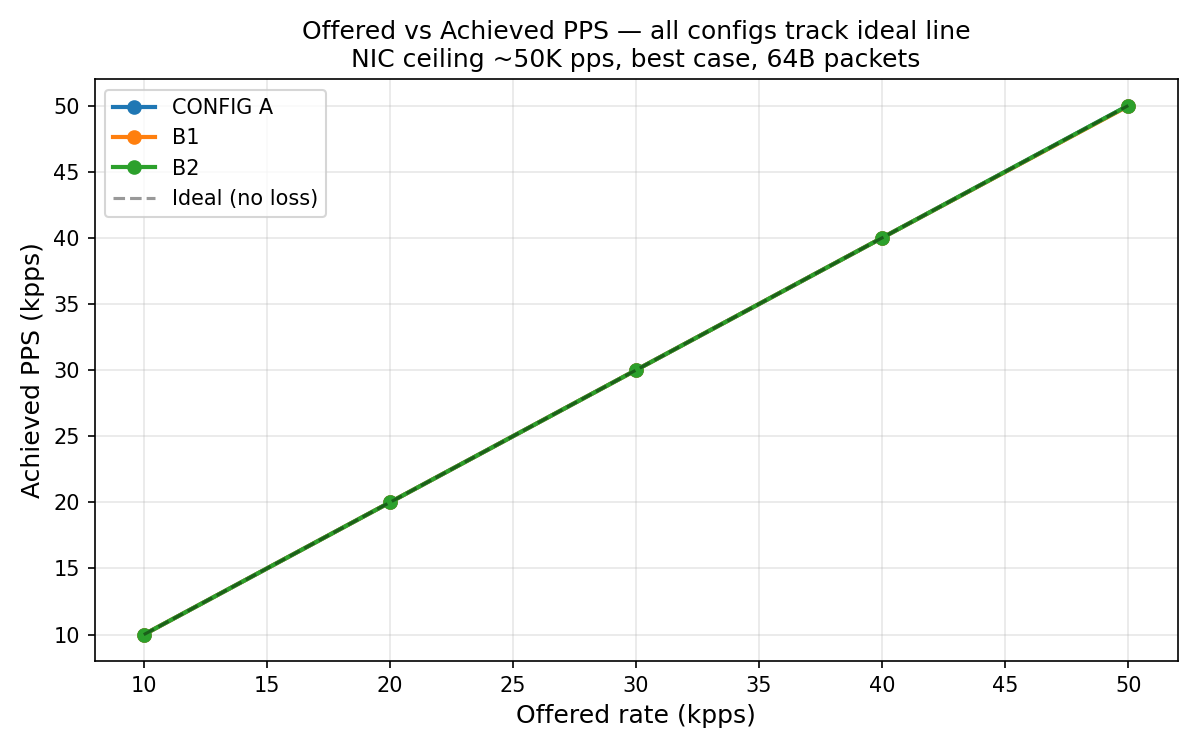 Offered vs Achieved PPS — all configs track ideal line
NIC ceiling ~50K pps, best case, 64B packets
CONFIG A
B1
B2
Ideal (no loss)
Achieved PPS (kpps)
50
45
40
35
30
25
20
15
10
10 15 20 25 30 35 40 45 50
Offered rate (kpps)